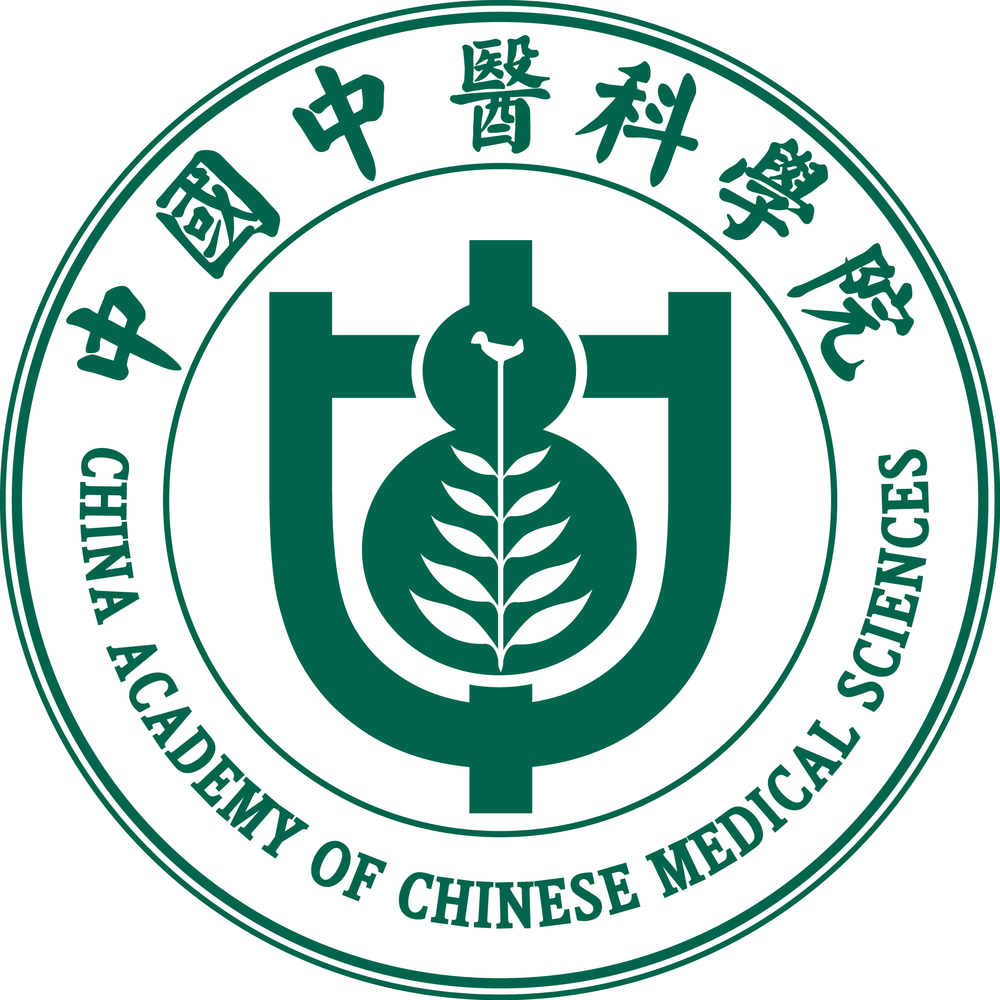 中國中醫科學院
CHINA ACADEMY OF CHINESE MEDICAL SCIENCES